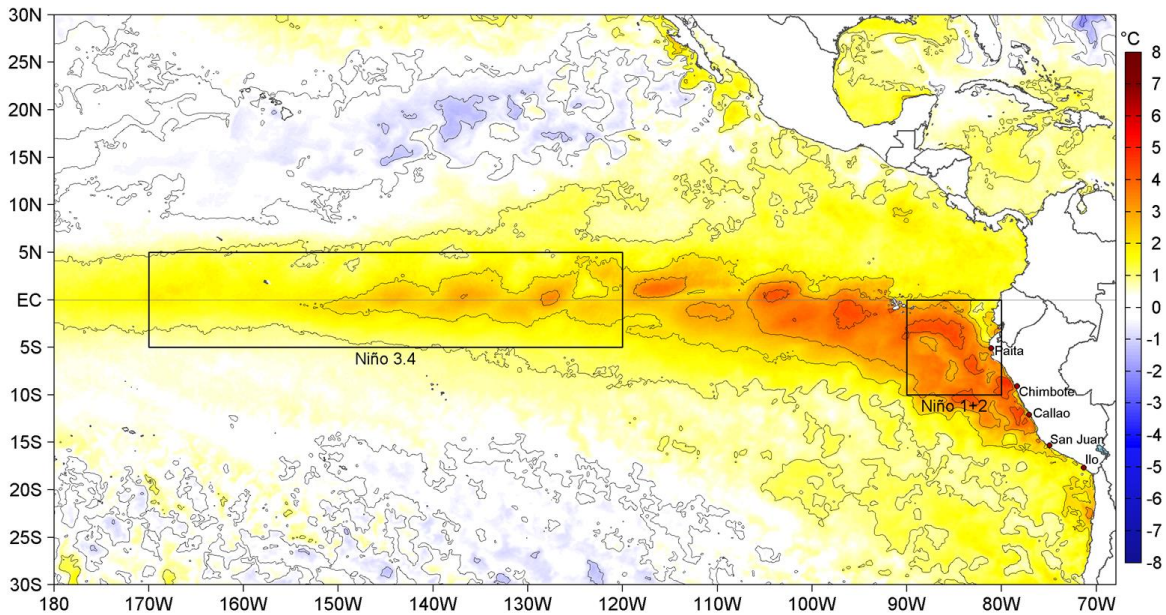 30N
25N
20N
15N
10N
5N
EC
5S
10S
15S
20S
25S
30S
°C
8
7
6
5
4
3
2
1
0
-1
-2
-3
-4
-5
-6
-7
-8
Niño 3.4
Niño 1+2
Paita
Chimbote
Callao
San Juan
Ilo
180 170W 160W 150W 140W 130W 120W 110W 100W 90W 80W 70W